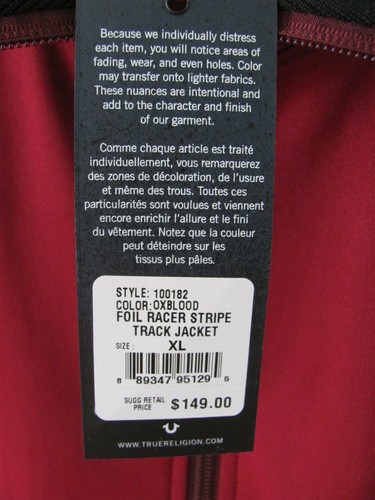 Because we individually distress
each item, you will notice areas of
fading, wear, and even holes. Color
may transfer onto lighter fabrics.
These nuances are intentional and
add to the character and finish
of our garment.
Comme chaque article est traité
individuellement, vous remarquerez
des zones de décoloration, de l'usure
et même des trous. Toutes ces
particularités sont voulues et viennent
encore enrichir l'allure et le fini
du vêtement. Notez que la couleur
peut déteindre sur les
tissus plus pâles.
STYLE: 100182
COLOR: OXBLOOD
FOIL RACER STRIPE
TRACK JACKET
SIZE: XL
8 89347 95129 5
SUGG RETAIL
PRICE $149.00
WWW.TRUERELIGION.COM